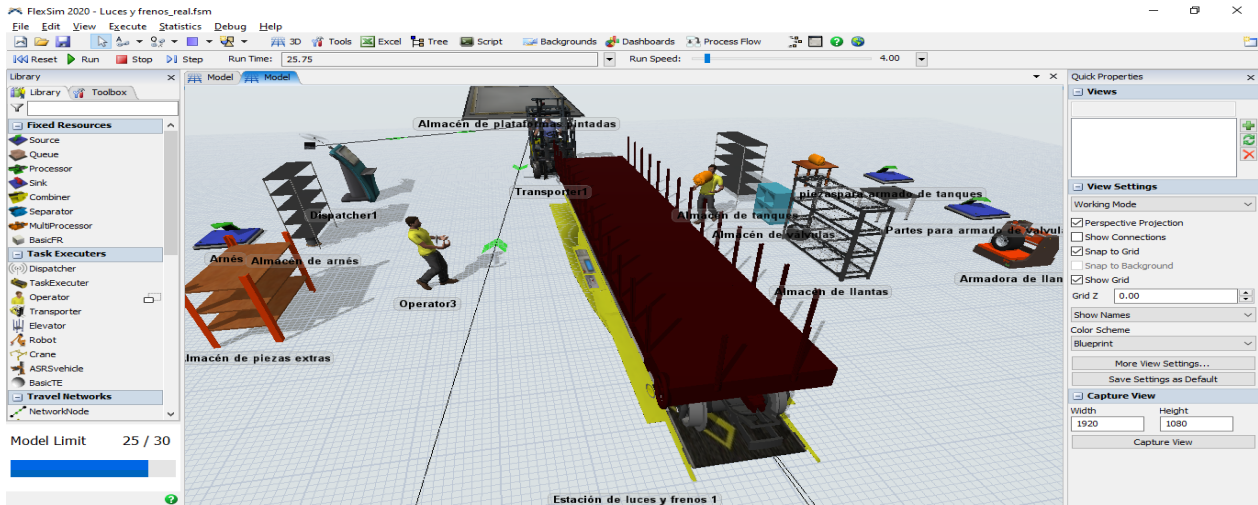 FlexSim 2020 - Luces y frenos_real.fsm
File Edit View Execute Statistics Debug Help
3D Tools Excel Tree Script Backgrounds Dashboards Process Flow
Reset Run Stop Step Run Time: 25.75 Run Speed: 4.00
Library
Library Toolbox
Fixed Resources
Source
Queue
Processor
Sink
Combiner
Separator
MultiProcessor
BasicFR
Task Executers
Dispatcher
TaskExecuter
Operator
Transporter
Elevator
Robot
Crane
ASRSvehicle
BasicTE
Travel Networks
NetworkNode
Model Limit 25 / 30
Model Model
Almacén de plataformas pintadas
Transporter1
Dispatcher1
Arnés
Almacén de arnés
Operator3
lmacén de piezas extras
piezaspara armado de tanques
Almacén de tanques
Almacén de valvulas
Partes para armado de valvul
Almacén de llantas
Armadora de llan
Estación de luces y frenos 1
Quick Properties
Views
View Settings
Working Mode
Perspective Projection
Show Connections
Snap to Grid
Snap to Background
Show Grid
Grid Z 0.00
Show Names
Color Scheme
Blueprint
More View Settings...
Save Settings as Default
Capture View
Width Height
1920 1080
Capture View